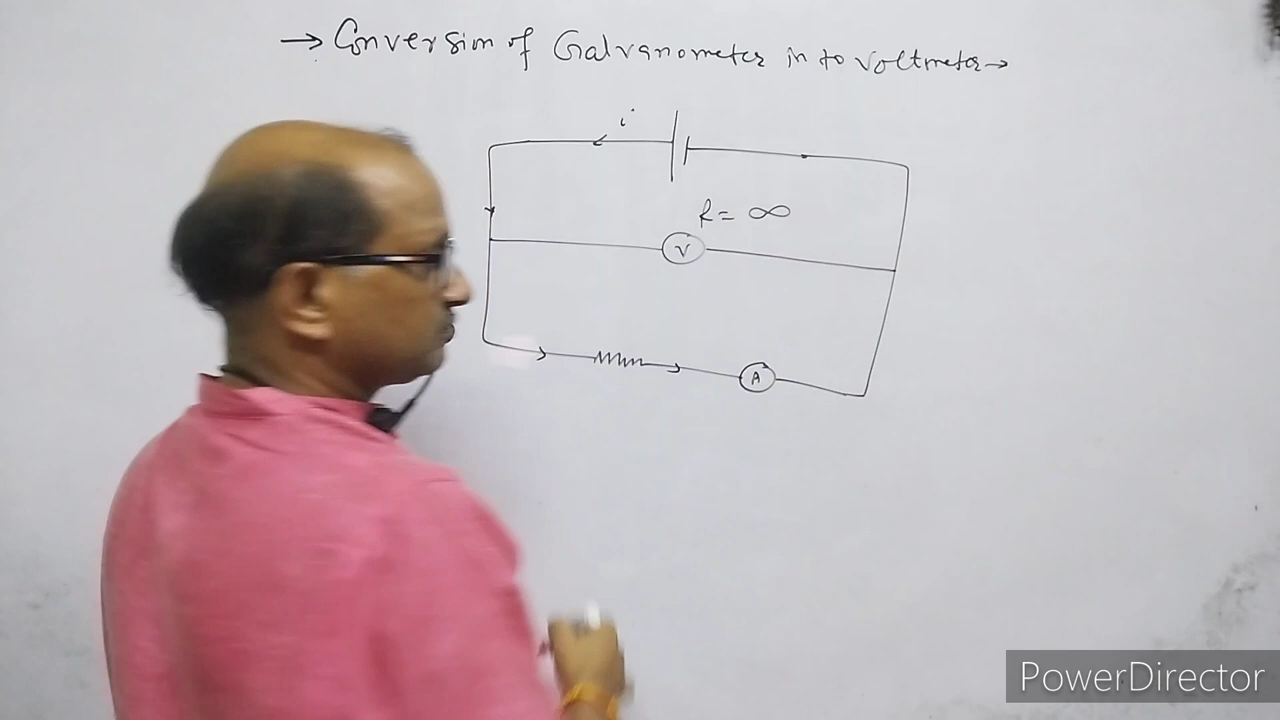 → Conversion of Galvanometer in to Voltmeter →
i
R = ∞
V
A
PowerDirector